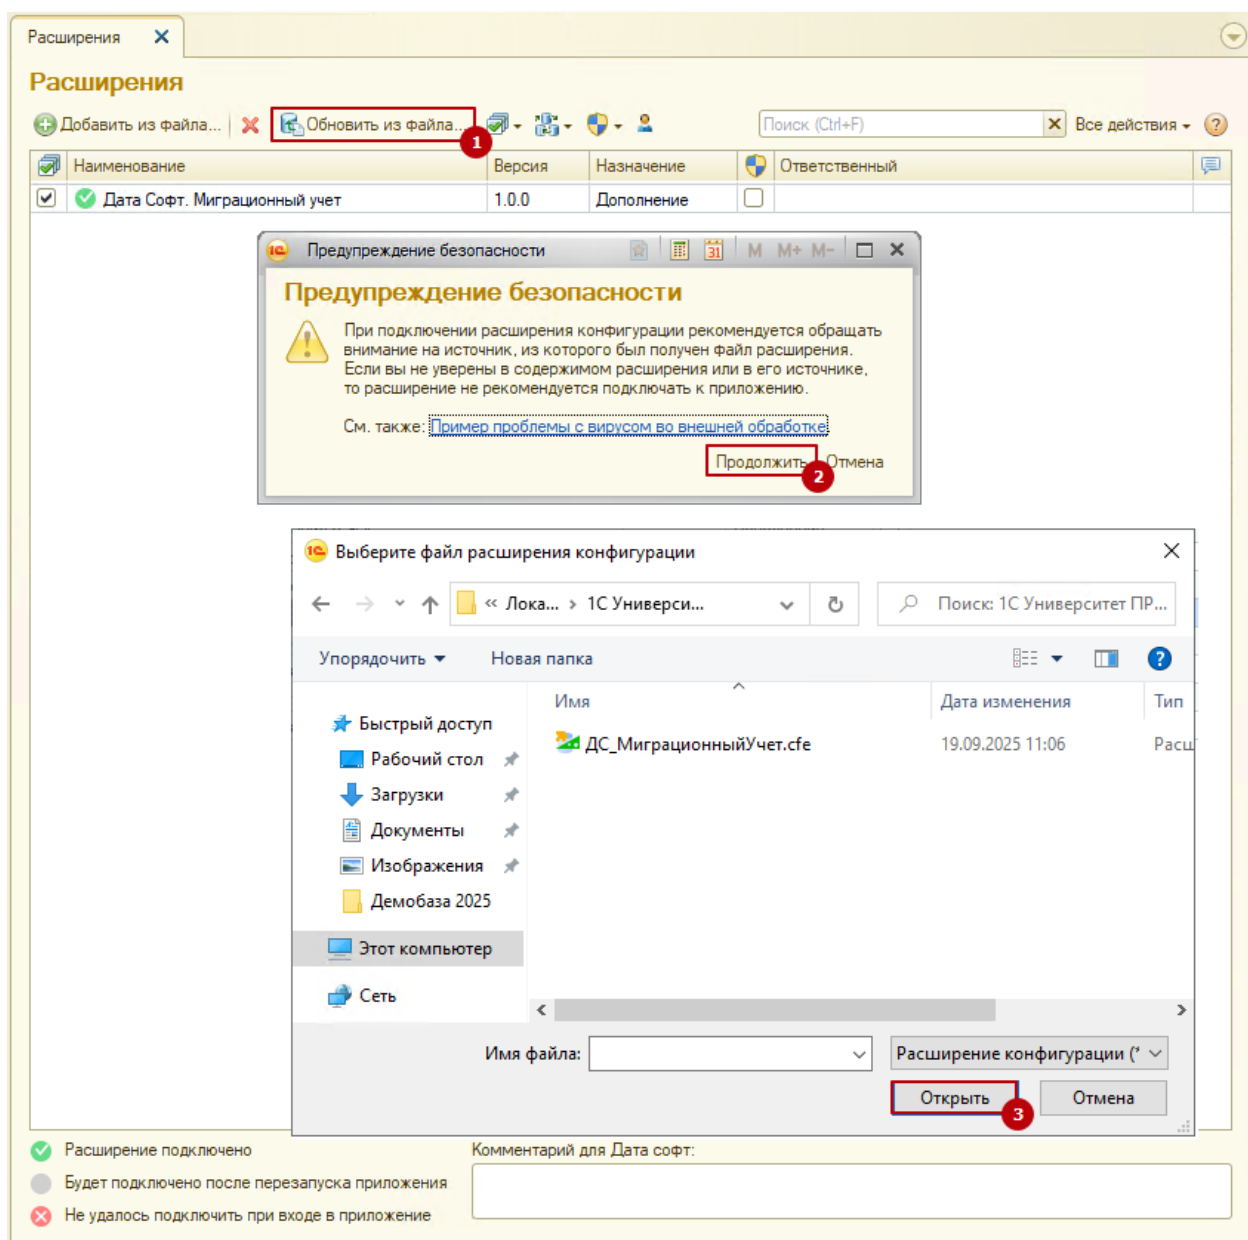 Расширения
Расширения
Добавить из файла...
Обновить из файла...
1
Поиск (Ctrl+F)
Все действия
?
Наименование
Версия
Назначение
Ответственный
Дата Софт. Миграционный учет
1.0.0
Дополнение
1С
Предупреждение безопасности
31
M M+ M-
Предупреждение безопасности
При подключении расширения конфигурации рекомендуется обращать
внимание на источник, из которого был получен файл расширения.
Если вы не уверены в содержимом расширения или в его источнике,
то расширение не рекомендуется подключать к приложению.
См. также: Пример проблемы с вирусом во внешней обработке.
Продолжить
2
Отмена
1С
Выберите файл расширения конфигурации
« Лока... › 1С Универси...
Поиск: 1С Университет ПР...
Упорядочить
Новая папка
?
Имя
Дата изменения
Тип
Быстрый доступ
Рабочий стол
Загрузки
Документы
Изображения
Демобаза 2025
Этот компьютер
Сеть
ДС_МиграционныйУчет.cfe
19.09.2025 11:06
Расш
Имя файла:
Расширение конфигурации (*
Открыть
3
Отмена
Расширение подключено
Будет подключено после перезапуска приложения
Не удалось подключить при входе в приложение
Комментарий для Дата софт: